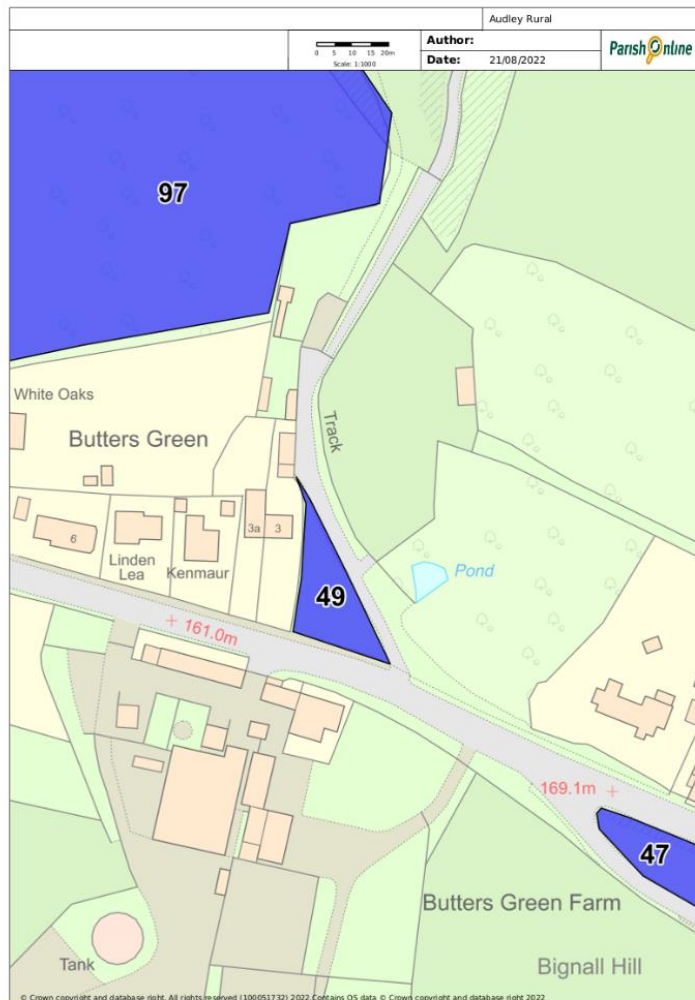 Audley Rural
0 5 10 15 20m
Scale: 1:1000
Author:
Date: 21/08/2022
Parish Online
97
White Oaks
Butters Green
Track
3a
3
6
Linden
Lea
Kenmaur
49
Pond
161.0m
169.1m
47
Butters Green Farm
Tank
Bignall Hill
© Crown copyright and database right. All rights reserved (100051732) 2022 Contains OS data © Crown copyright and database right 2022